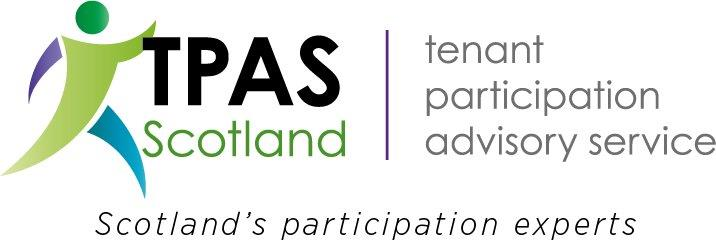 TPAS
Scotland
tenant
participation
advisory service
Scotland's participation experts